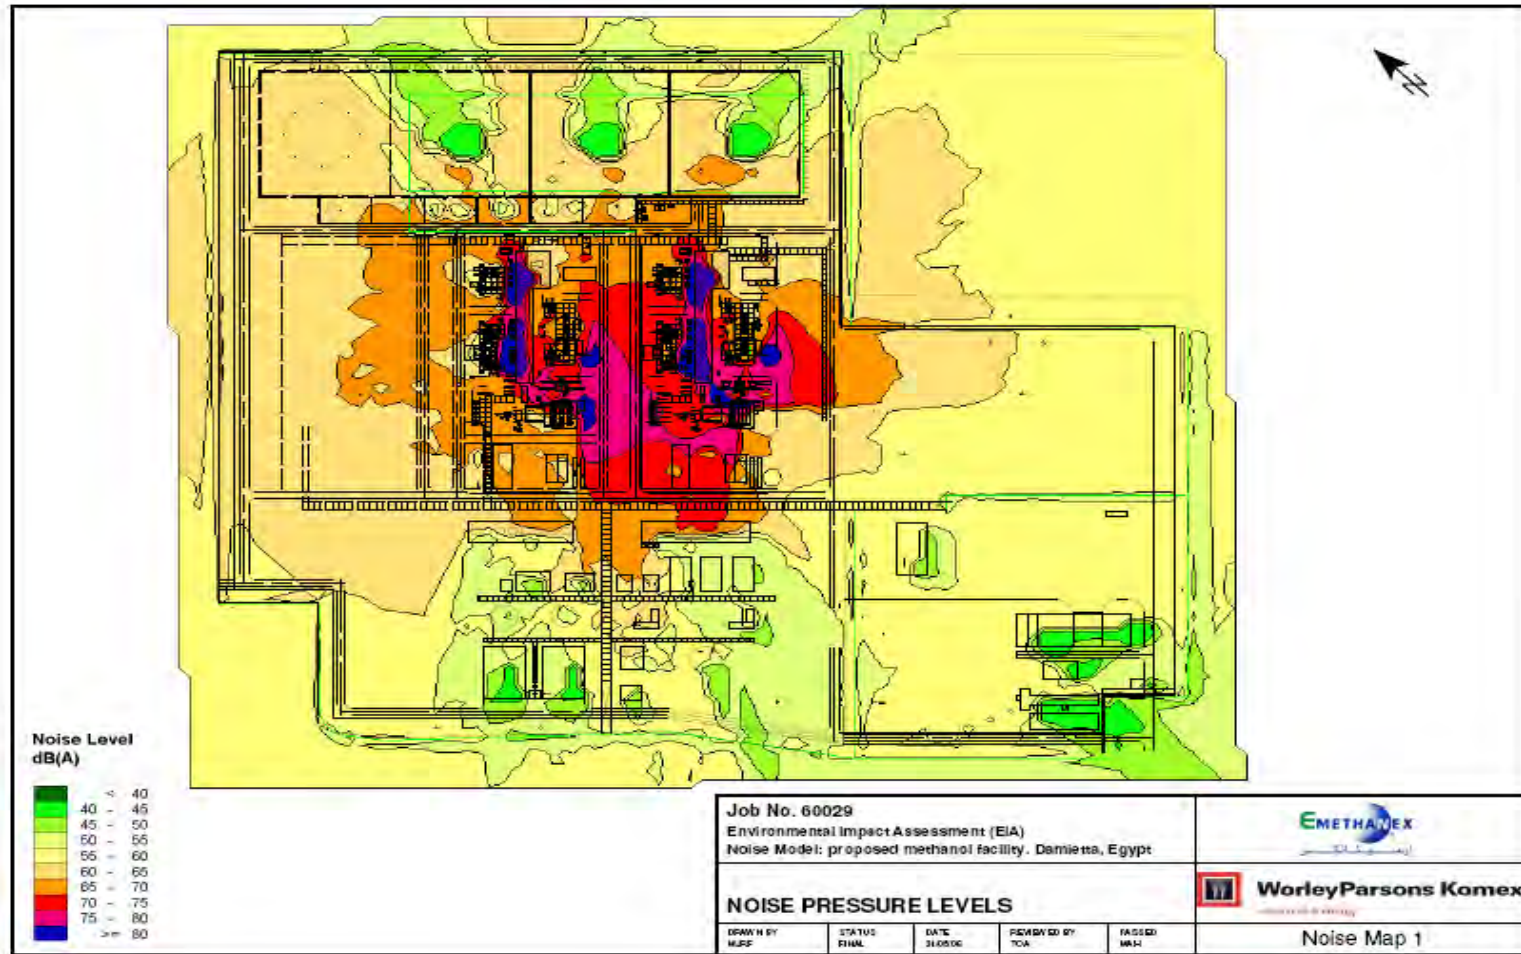 N
Noise Level
dB(A)
< 40
40 - 45
45 - 50
50 - 55
55 - 60
60 - 65
65 - 70
70 - 75
75 - 80
>= 80
Job No. 60029
Environmental Impact Assessment (EIA)
Noise Model: proposed methanol facility. Damietta, Egypt
NOISE PRESSURE LEVELS
DRAWN BY
STATUS
FINAL
DATE
REVIEWED BY
PASSED
EMETHANEX
WorleyParsons Komex
Noise Map 1